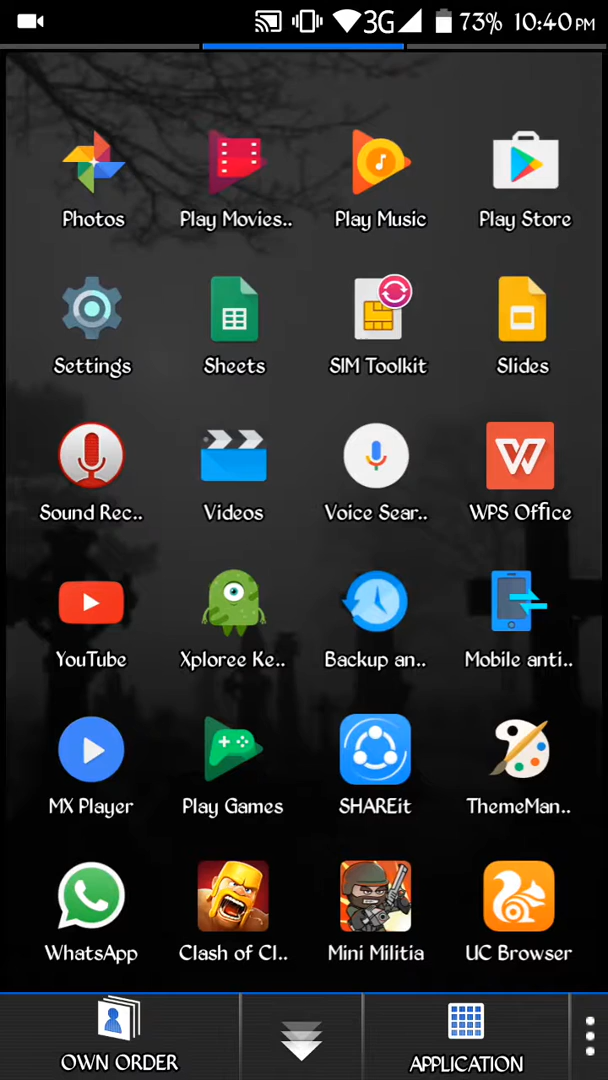 3G 73% 10:40 PM
Photos Play Movies.. Play Music Play Store
Settings Sheets SIM Toolkit Slides
Sound Rec.. Videos Voice Sear.. WPS Office
YouTube Xploree Ke.. Backup an.. Mobile anti..
MX Player Play Games SHAREit ThemeMan..
WhatsApp Clash of Cl.. Mini Militia UC Browser
OWN ORDER APPLICATION